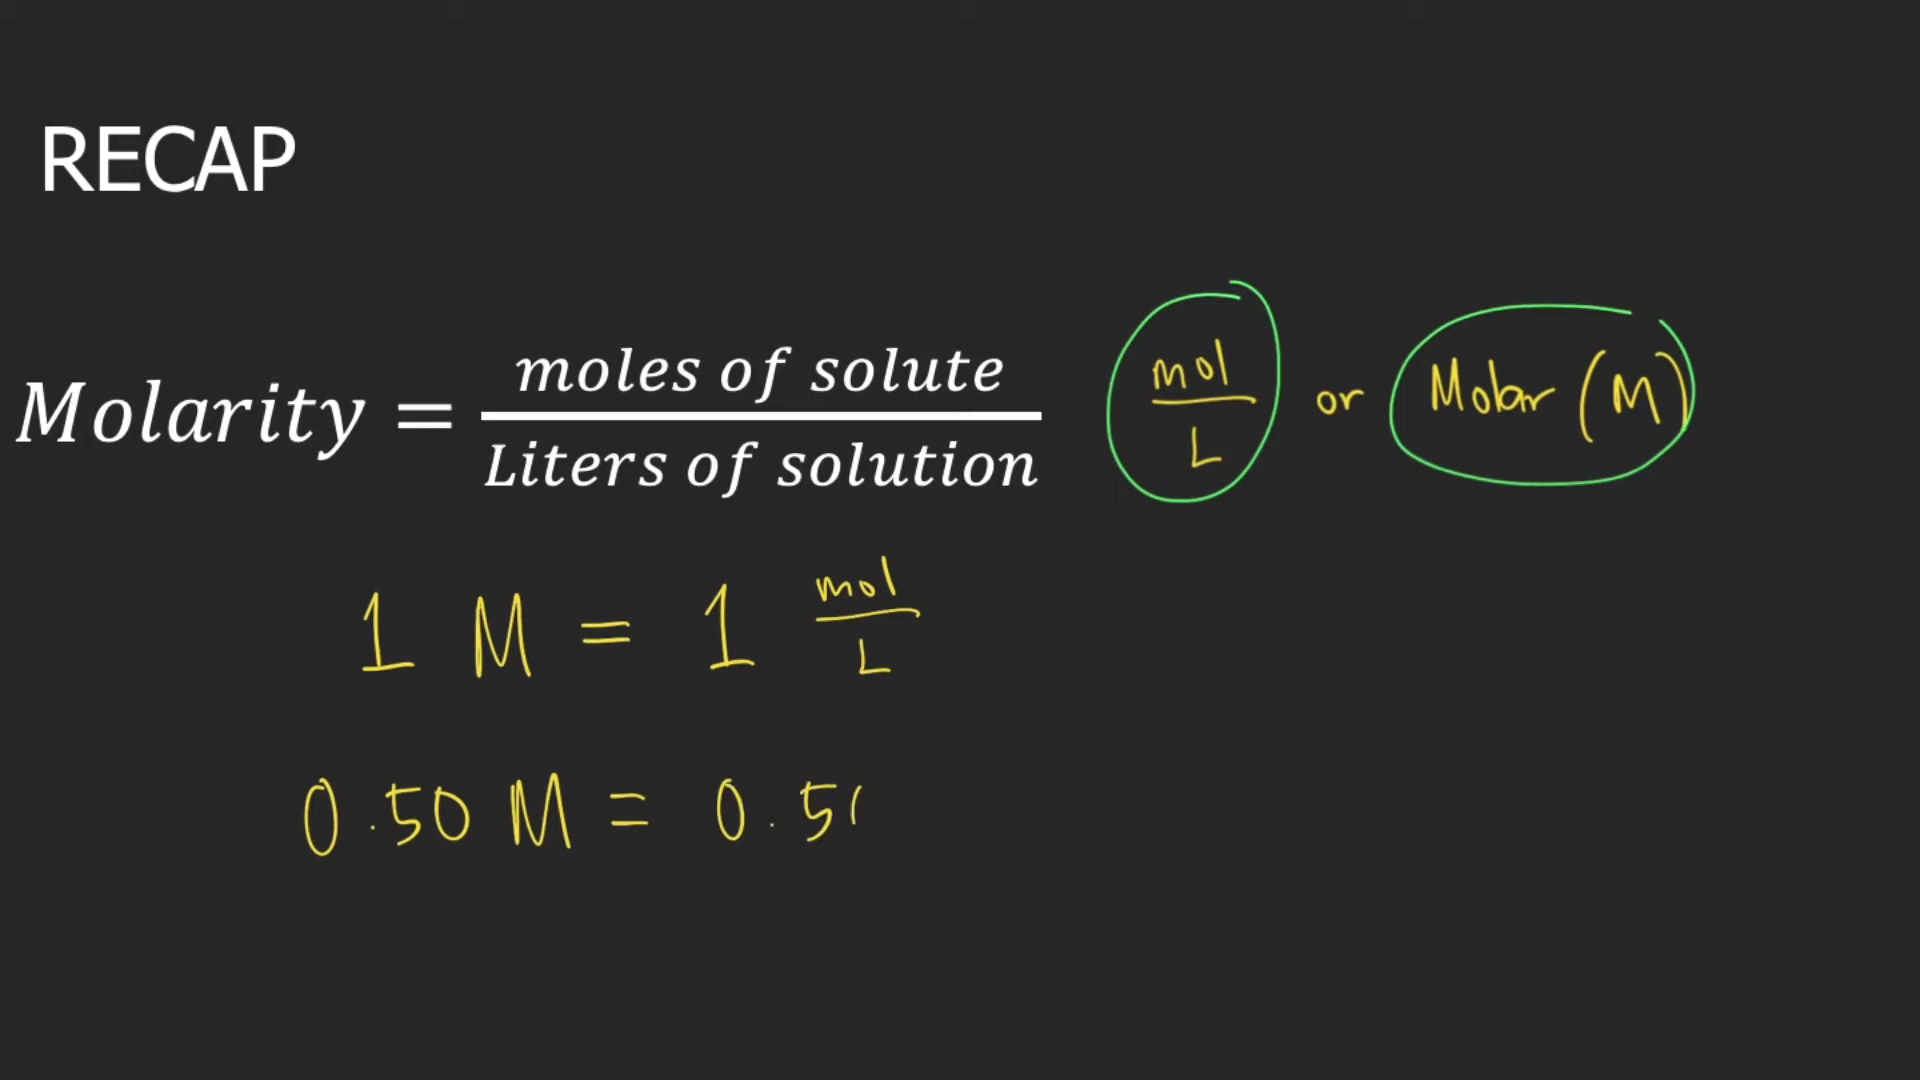 RECAP
Molarity = moles of solute / Liters of solution mol / L or Molar (M)
1 M = 1 mol / L
0.50 M = 0.5